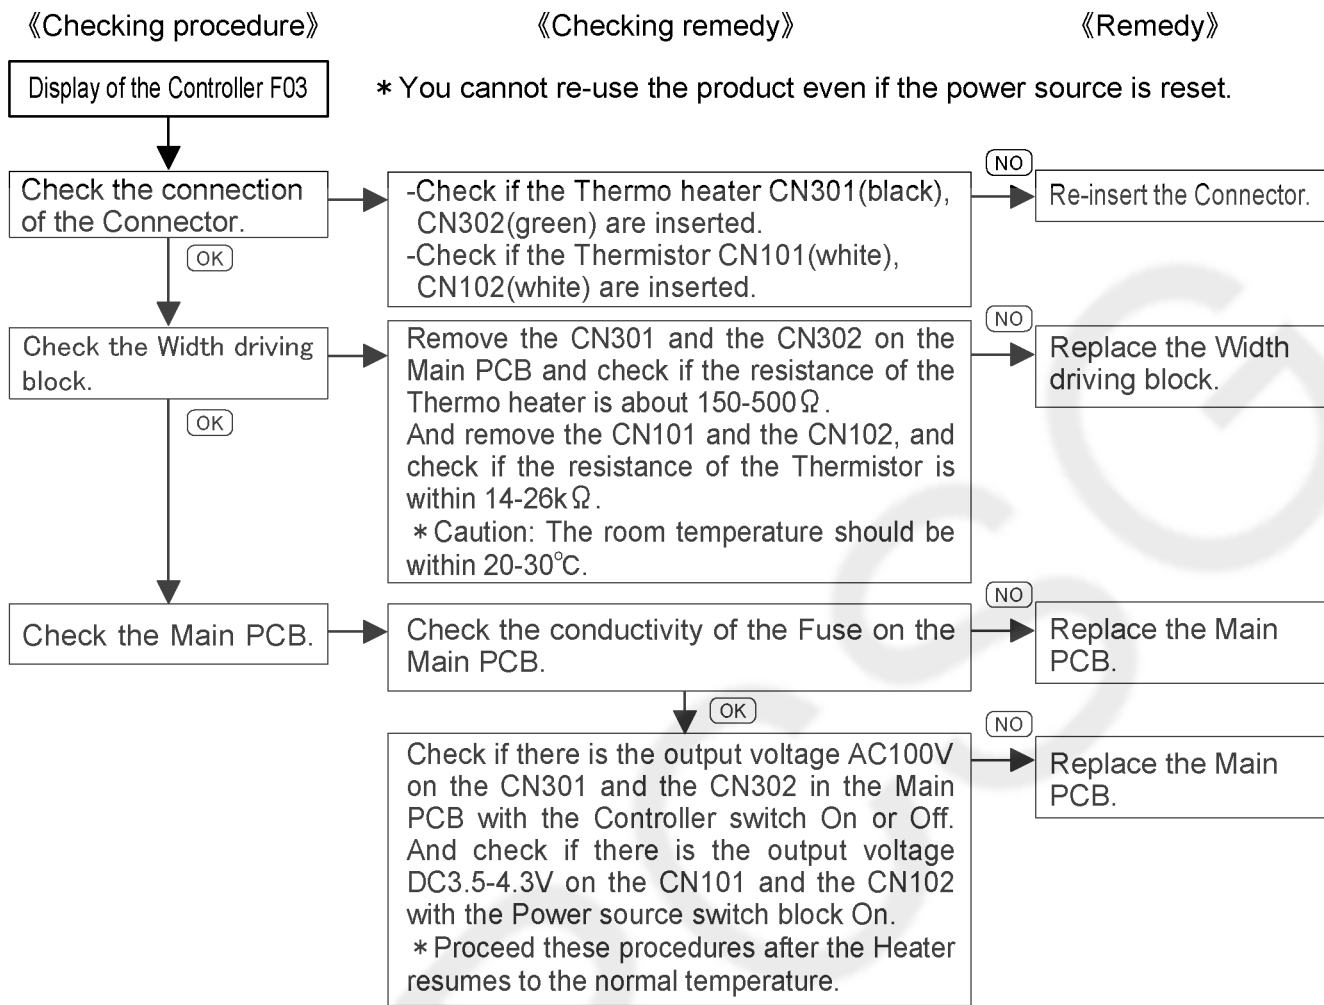 《Checking procedure》
《Checking remedy》
《Remedy》
Display of the Controller F03
* You cannot re-use the product even if the power source is reset.
Check the connection
of the Connector.
-Check if the Thermo heater CN301(black),
CN302(green) are inserted.
-Check if the Thermistor CN101(white),
CN102(white) are inserted.
NO
Re-insert the Connector.
OK
Check the Width driving
block.
Remove the CN301 and the CN302 on the
Main PCB and check if the resistance of the
Thermo heater is about 150-500Ω.
And remove the CN101 and the CN102, and
check if the resistance of the Thermistor is
within 14-26kΩ.
*Caution: The room temperature should be
within 20-30℃.
NO
Replace the Width
driving block.
OK
Check the Main PCB.
Check the conductivity of the Fuse on the
Main PCB.
NO
Replace the Main
PCB.
OK
Check if there is the output voltage AC100V
on the CN301 and the CN302 in the Main
PCB with the Controller switch On or Off.
And check if there is the output voltage
DC3.5-4.3V on the CN101 and the CN102
with the Power source switch block On.
*Proceed these procedures after the Heater
resumes to the normal temperature.
NO
Replace the Main
PCB.